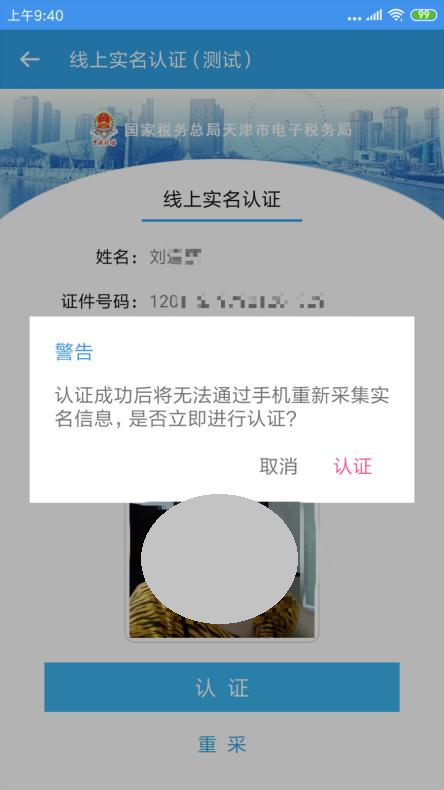 上午9:40
99
线上实名认证(测试)
国家税务总局天津市电子税务局
线上实名认证
姓名: 刘
证件号码: 120
警告
认证成功后将无法通过手机重新采集实
名信息,是否立即进行认证?
取消 认证
认 证
重 采